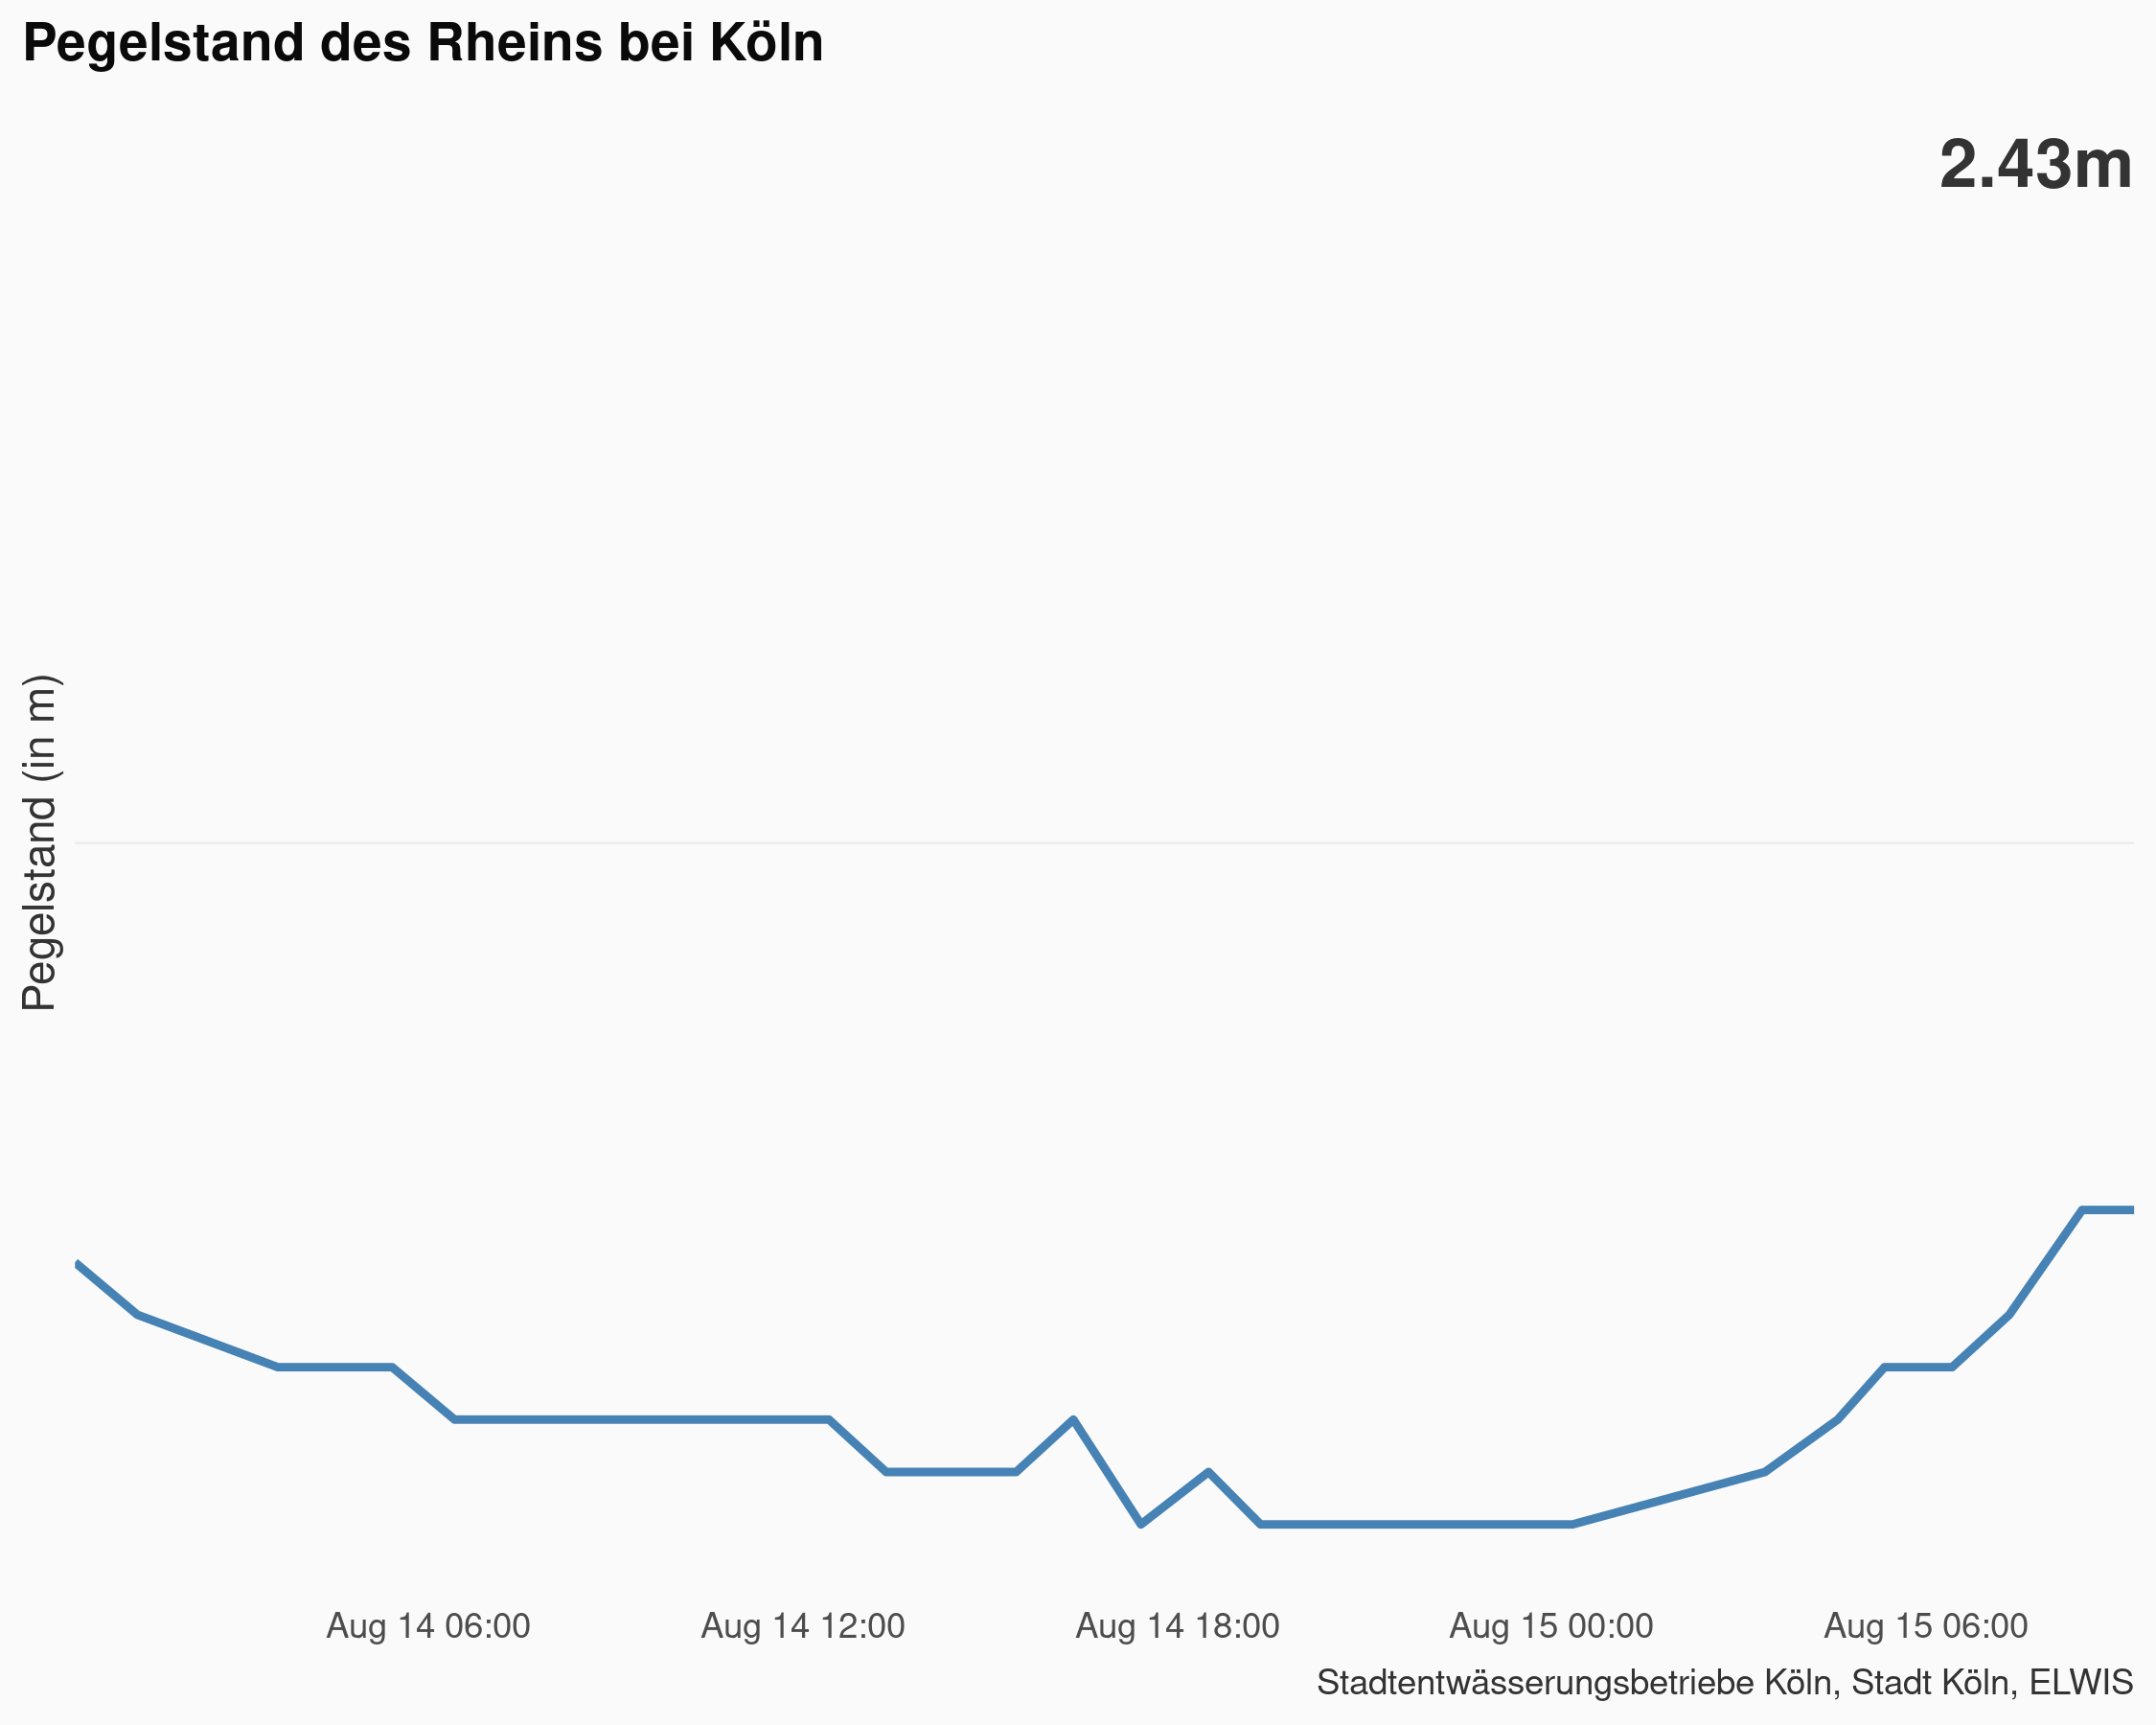 Pegelstand des Rheins bei Köln
2.43m
Pegelstand (in m)
Aug 14 06:00
Aug 14 12:00
Aug 14 18:00
Aug 15 00:00
Aug 15 06:00
Stadtentwässerungsbetriebe Köln, Stadt Köln, ELWIS